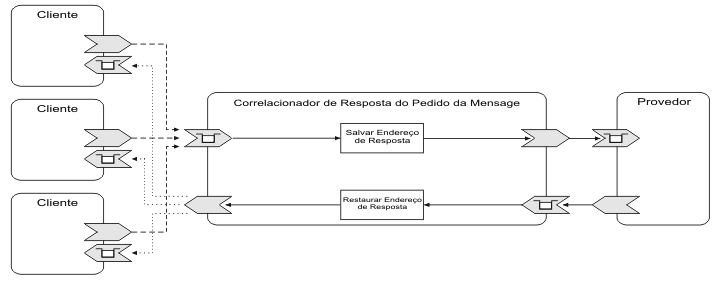 Cliente
Cliente
Cliente
Correlacionador de Resposta do Pedido da Mensage
Salvar Endereço
de Resposta
Restaurar Endereço
de Resposta
Provedor